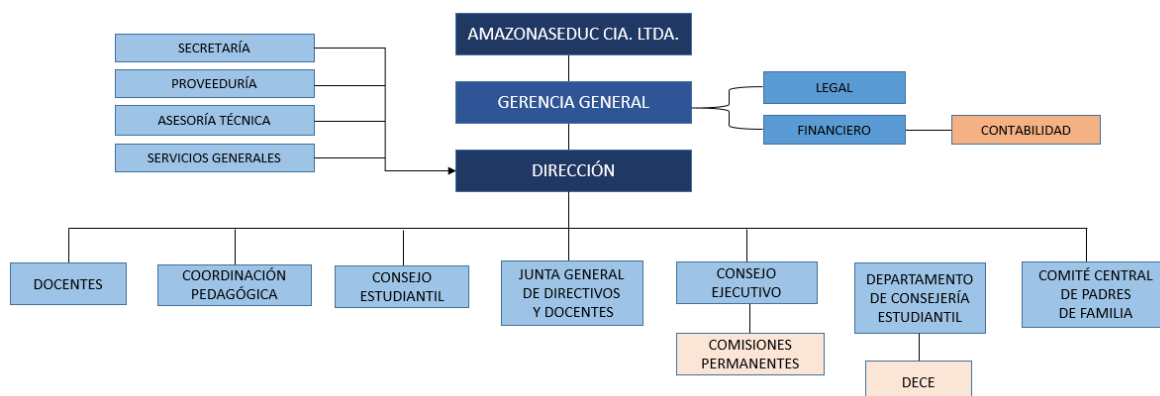 AMAZONASEDUC CIA. LTDA.
SECRETARÍA
PROVEEDURÍA
ASESORÍA TÉCNICA
SERVICIOS GENERALES
GERENCIA GENERAL
LEGAL
FINANCIERO
CONTABILIDAD
DIRECCIÓN
DOCENTES
COORDINACIÓN
PEDAGÓGICA
CONSEJO
ESTUDIANTIL
JUNTA GENERAL
DE DIRECTIVOS
Y DOCENTES
CONSEJO
EJECUTIVO
COMISIONES
PERMANENTES
DEPARTAMENTO
DE CONSEJERÍA
ESTUDIANTIL
DECE
COMITÉ CENTRAL
DE PADRES
DE FAMILIA